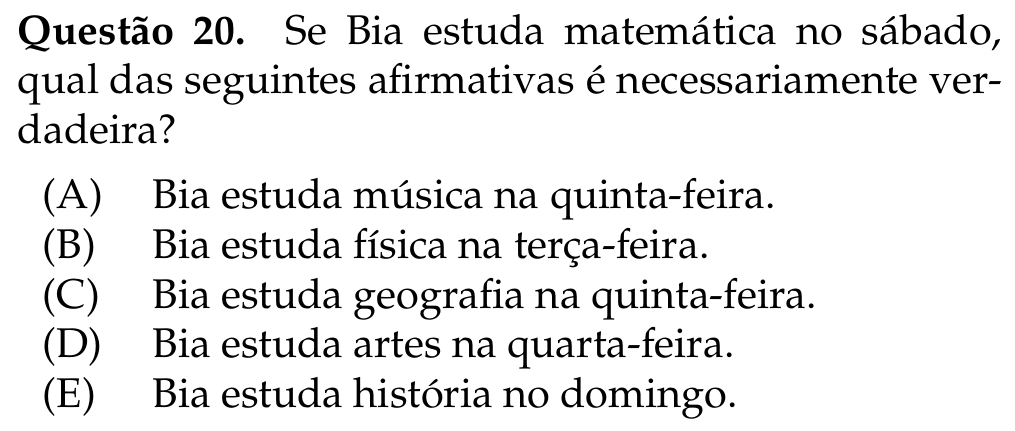 Questão 20. Se Bia estuda matemática no sábado,
qual das seguintes afirmativas é necessariamente ver-
dadeira?
(A) Bia estuda música na quinta-feira.
(B) Bia estuda física na terça-feira.
(C) Bia estuda geografia na quinta-feira.
(D) Bia estuda artes na quarta-feira.
(E) Bia estuda história no domingo.